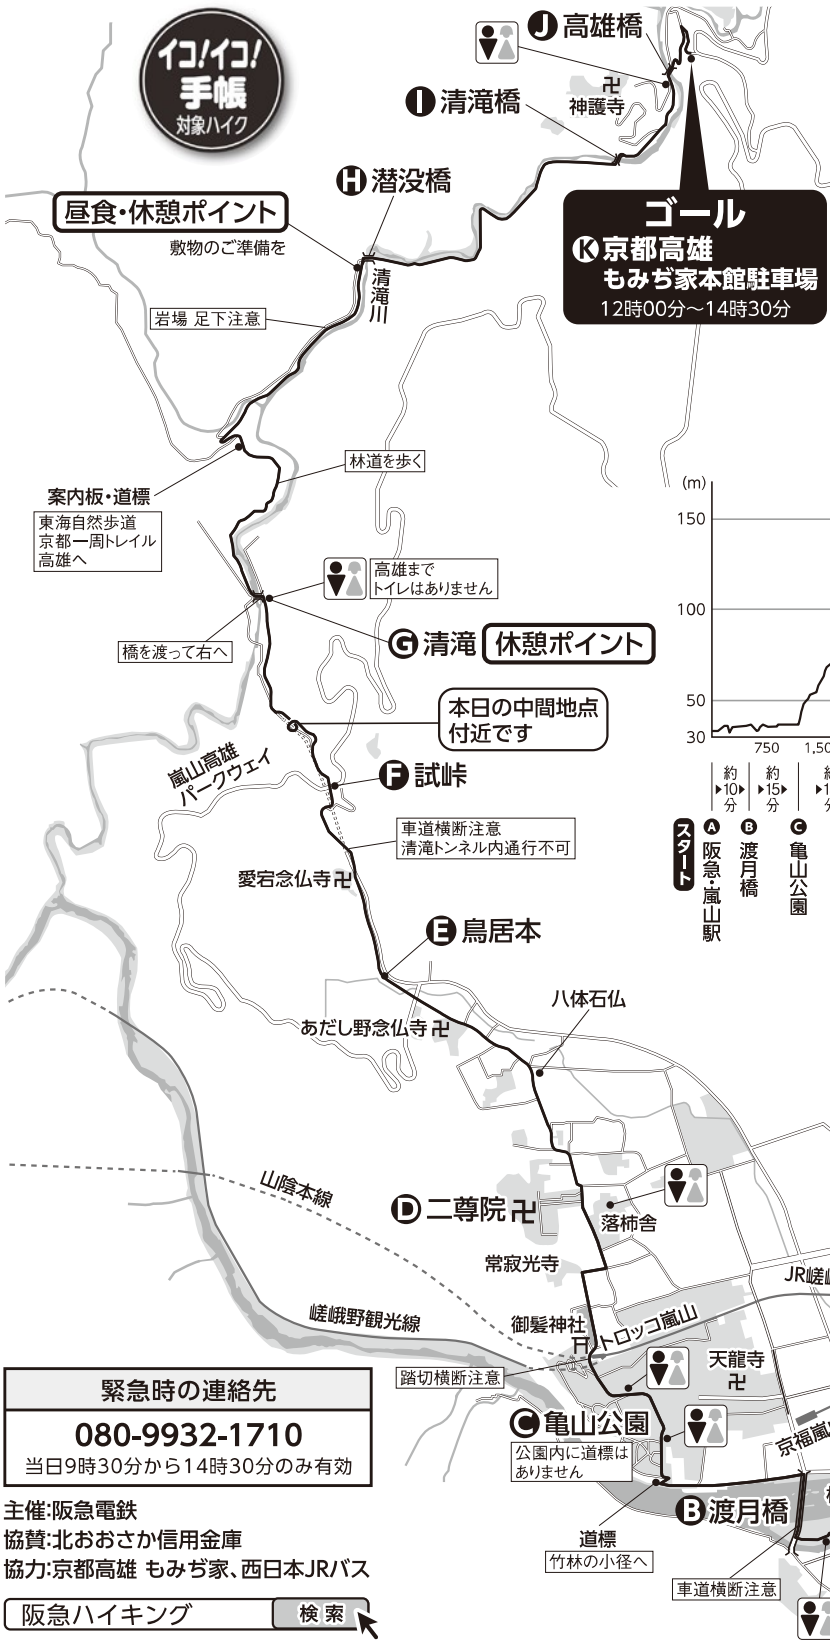 イコ!イコ!
手帳
対象ハイク
J 高雄橋
卍
神護寺
I 清滝橋
H 潜没橋
昼食・休憩ポイント
敷物のご準備を
ゴール
K 京都高雄
もみぢ家本館駐車場
12時00分〜14時30分
清滝川
岩場 足下注意
林道を歩く
案内板・道標
東海自然歩道
京都一周トレイル
高雄へ
高雄まで
トイレはありません
G 清滝 休憩ポイント
橋を渡って右へ
本日の中間地点
付近です
嵐山高雄
パークウェイ
F 試峠
車道横断注意
清滝トンネル内通行不可
愛宕念仏寺卍
(m)
150
100
50
30
750
1,50
約
10
分
約
15
分
スタート
A 阪急・嵐山駅
B 渡月橋
C 亀山公園
E 鳥居本
八体石仏
あだし野念仏寺卍
山陰本線
D 二尊院卍
落柿舎
常寂光寺
JR嵯
嵯峨野観光線
御髪神社
トロッコ嵐山
天龍寺
卍
踏切横断注意
C 亀山公園
公園内に道標は
ありません
京福嵐
B 渡月橋
道標
竹林の小径へ
車道横断注意
緊急時の連絡先
080-9932-1710
当日9時30分から14時30分のみ有効
主催:阪急電鉄
協賛:北おおさか信用金庫
協力:京都高雄 もみぢ家、西日本JRバス
阪急ハイキング 検索